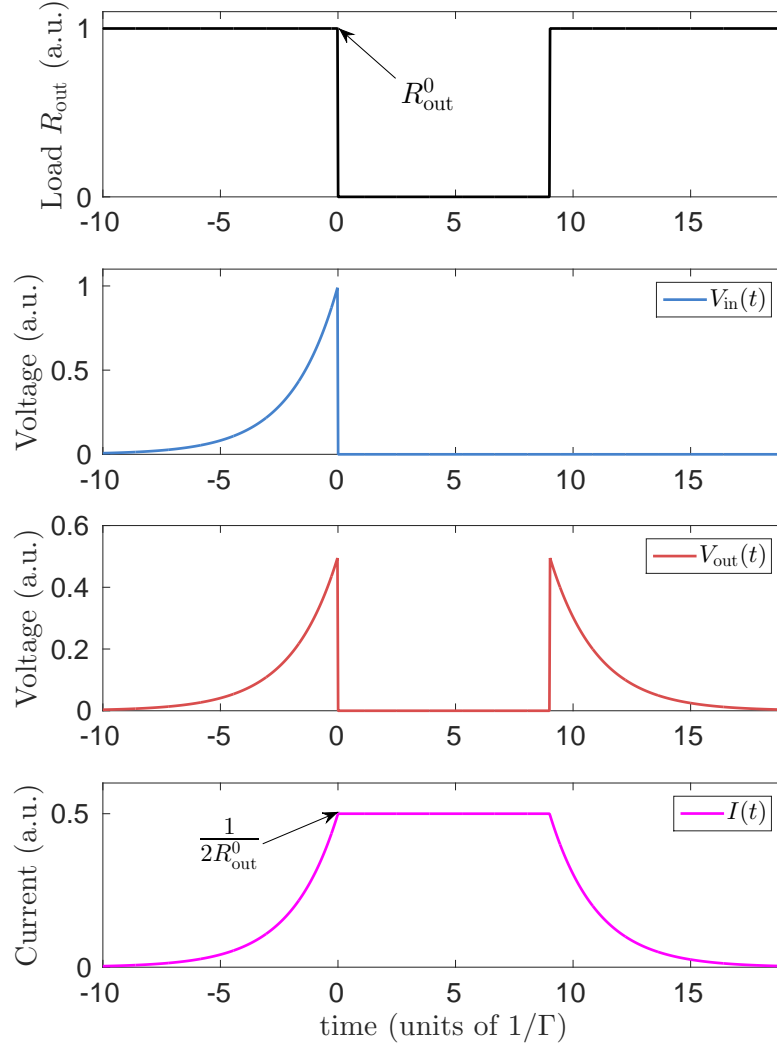 Load R_out (a.u.)
1
0
R^0_out
-10 -5 0 5 10 15
Voltage (a.u.)
1
0.5
0
V_in(t)
-10 -5 0 5 10 15
Voltage (a.u.)
0.6
0.4
0.2
0
V_out(t)
-10 -5 0 5 10 15
Current (a.u.)
0.5
0
1
2R^0_out
I(t)
-10 -5 0 5 10 15
time (units of 1/Γ)